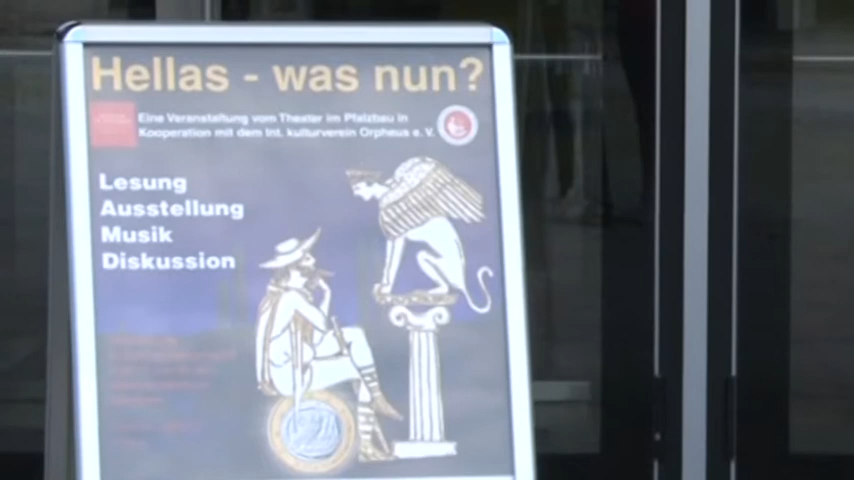 Hellas - was nun?
Eine Veranstaltung vom Theater im Pfalzbau in
Kooperation mit dem Int. kulturverein Orpheus e. V.
Lesung
Ausstellung
Musik
Diskussion